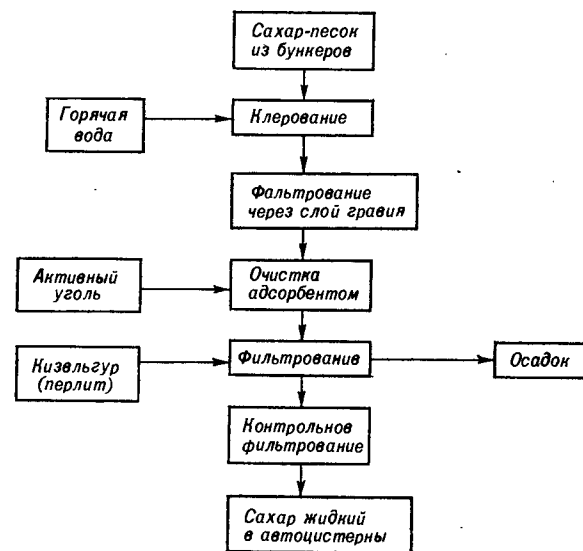 Сахар-песок
из бункеров
Горячая
вода
Клерование
Фальтрование
через слой гравия
Активный
уголь
Очистка
адсорбентом
Кизельгур
(перлит)
Фильтрование
Осадок
Контрольное
фильтрование
Сахар жидкий
в автоцистерны